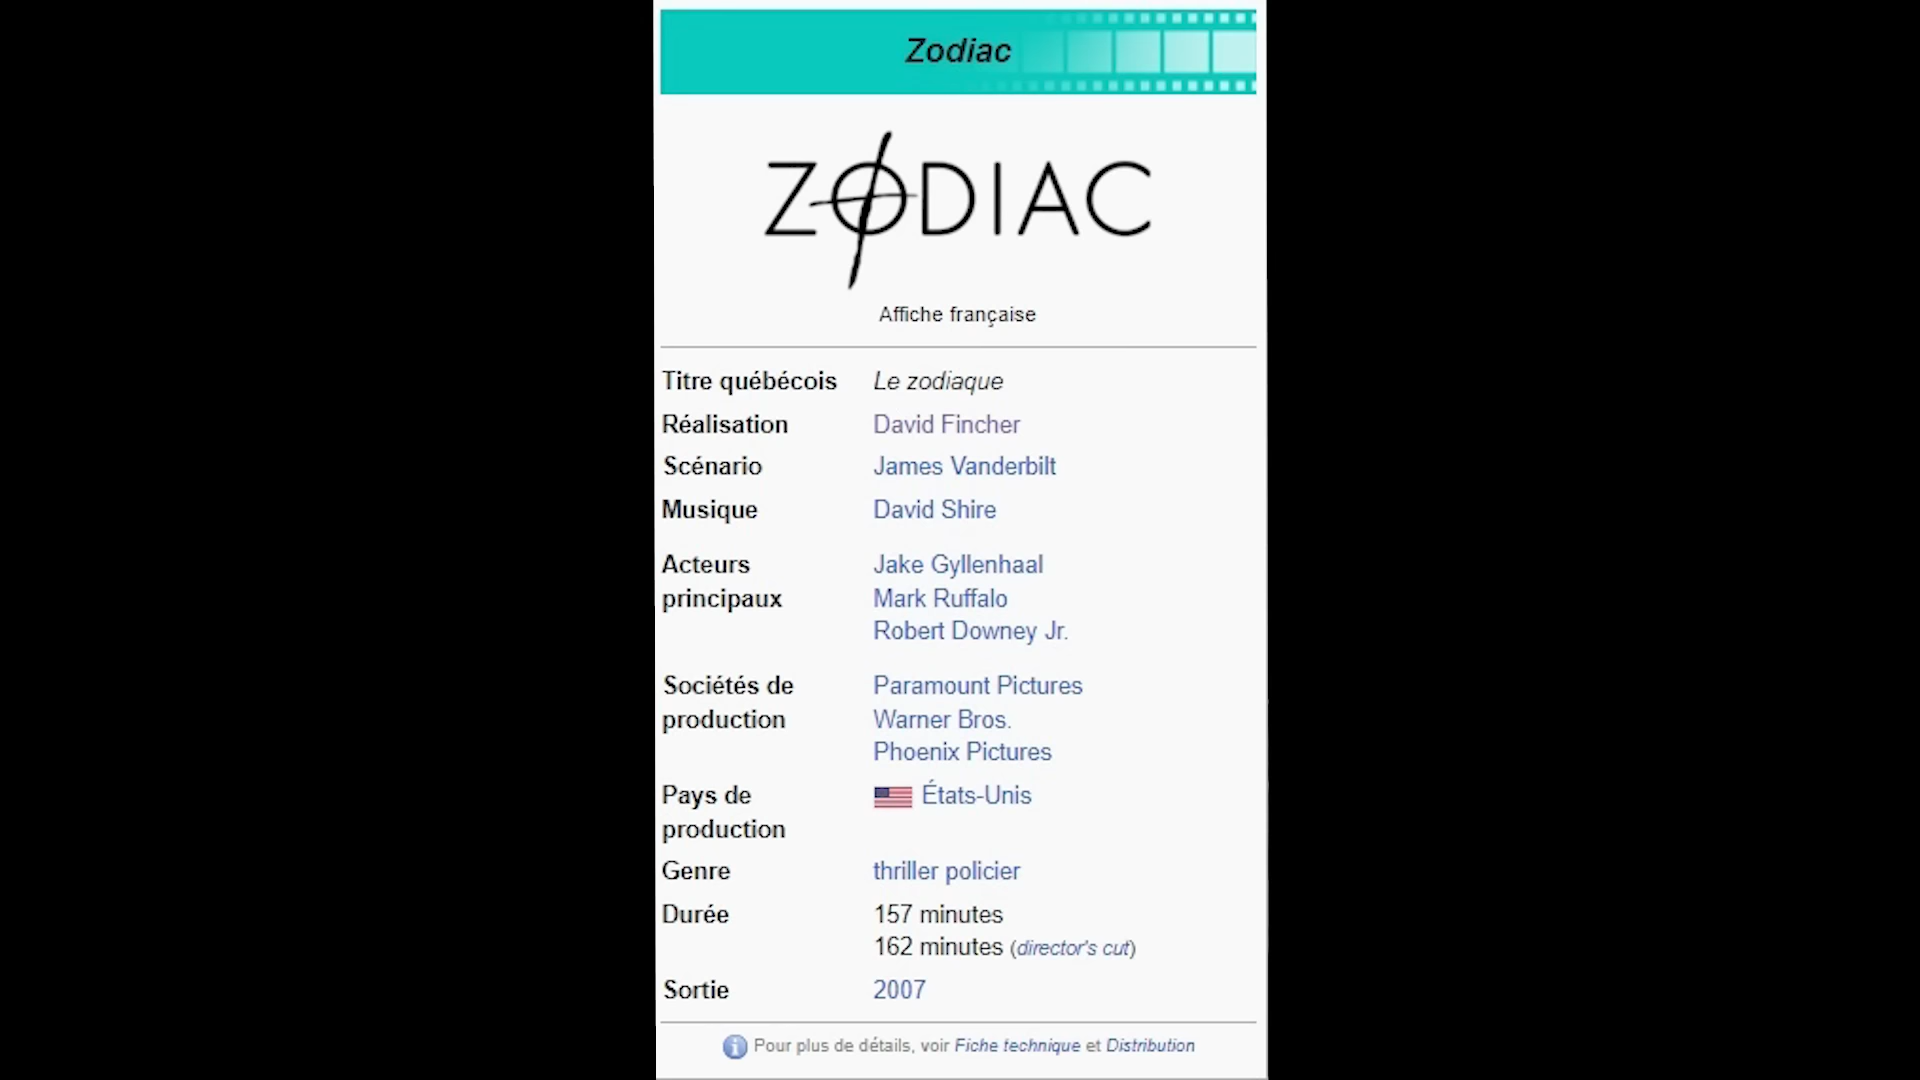 Zodiac
ZODIAC
Affiche française
Titre québécois Le zodiaque
Réalisation David Fincher
Scénario James Vanderbilt
Musique David Shire
Acteurs Jake Gyllenhaal
principaux Mark Ruffalo
Robert Downey Jr.
Sociétés de Paramount Pictures
production Warner Bros.
Phoenix Pictures
Pays de États-Unis
production
Genre thriller policier
Durée 157 minutes
162 minutes (director's cut)
Sortie 2007
Pour plus de détails, voir Fiche technique et Distribution